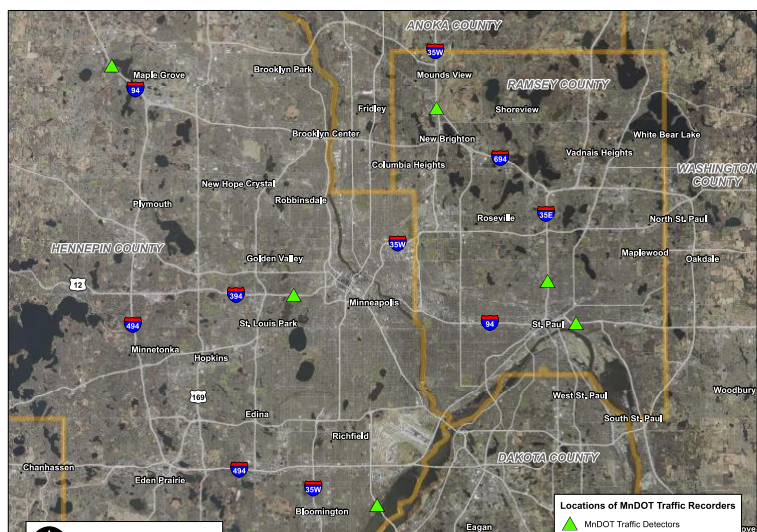 ANOKA COUNTY
35W
Mounds View
Brooklyn Park
Maple Grove
94
RAMSEY COUNTY
Fridley
Shoreview
Brooklyn Center
New Brighton
White Bear Lake
694
Vadnais Heights
Columbia Heights
WASHINGTON
COUNTY
New Hope
Crystal
Robbinsdale
Plymouth
Roseville
35E
North St. Paul
HENNEPIN COUNTY
35W
Golden Valley
Maplewood
Oakdale
12
394
Minneapolis
St. Louis Park
494
94
St. Paul
Minnetonka
Hopkins
169
West St. Paul
Woodbury
Edina
South St. Paul
Richfield
DAKOTA COUNTY
Chanhassen
494
Eden Prairie
35W
Bloomington
Eagan
Locations of MnDOT Traffic Recorders
MnDOT Traffic Detectors
ove